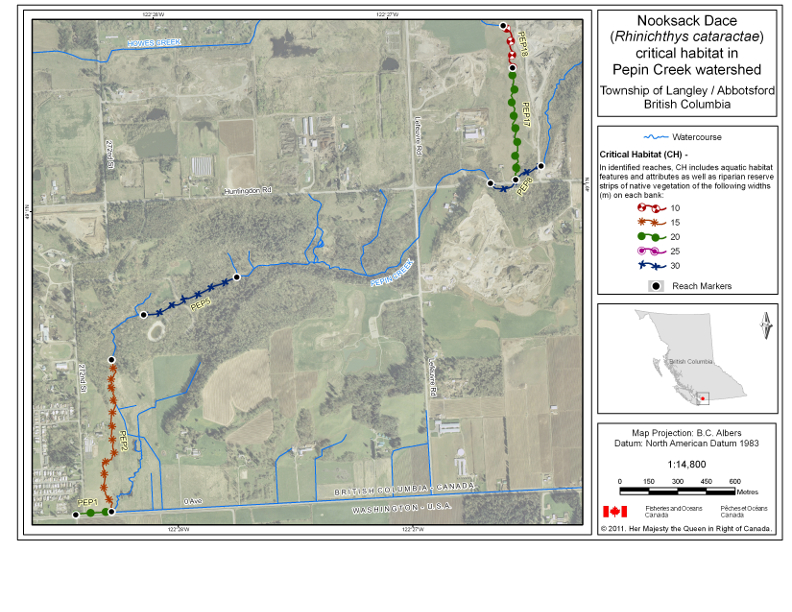 122°28'W
122°27'W
HOWES CREEK
PEP18
PEP17
272nd St
Lefeuvre Rd
Huntingdon Rd
PEP8
PEPIN CREEK
PEP5
272nd St
Lefeuvre Rd
PEP2
PEP1
0 Ave
BRITISH COLUMBIA - CANADA
WASHINGTON - U.S.A.
122°28'W
122°27'W
Nooksack Dace
(Rhinichthys cataractae)
critical habitat in
Pepin Creek watershed
Township of Langley / Abbotsford
British Columbia
Watercourse
Critical Habitat (CH) -
In identified reaches, CH includes aquatic habitat
features and attributes as well as riparian reserve
strips of native vegetation of the following widths
(m) on each bank:
10
15
20
25
30
Reach Markers
British Columbia
Map Projection: B.C. Albers
Datum: North American Datum 1983
1:14,800
0 150 300 450 600
Metres
Fisheries and Oceans Pêches et Océans
Canada Canada
© 2011. Her Majesty the Queen in Right of Canada.